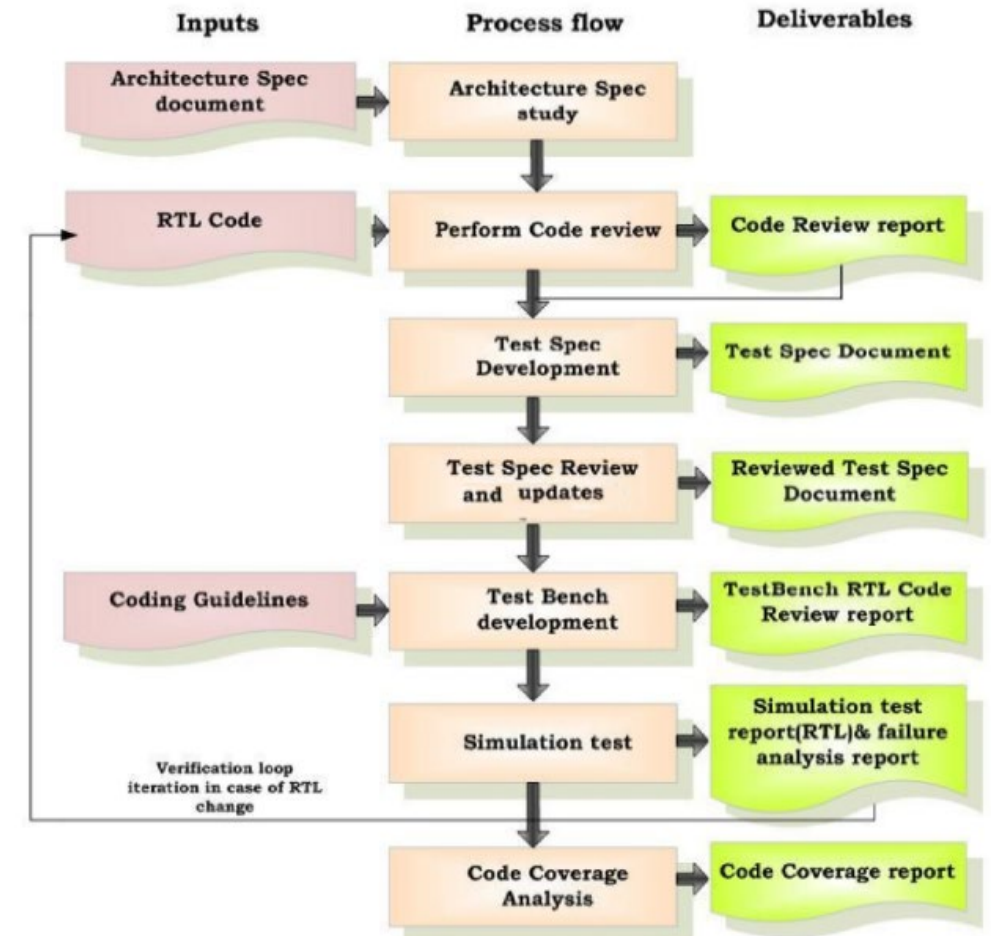 Inputs
Process flow
Deliverables
Architecture Spec
document
Architecture Spec
study
RTL Code
Perform Code review
Code Review report
Test Spec
Development
Test Spec Document
Test Spec Review
and updates
Reviewed Test Spec
Document
Coding Guidelines
Test Bench
development
TestBench RTL Code
Review report
Simulation test
Simulation test
report(RTL)& failure
analysis report
Verification loop
iteration in case of RTL
change
Code Coverage
Analysis
Code Coverage report